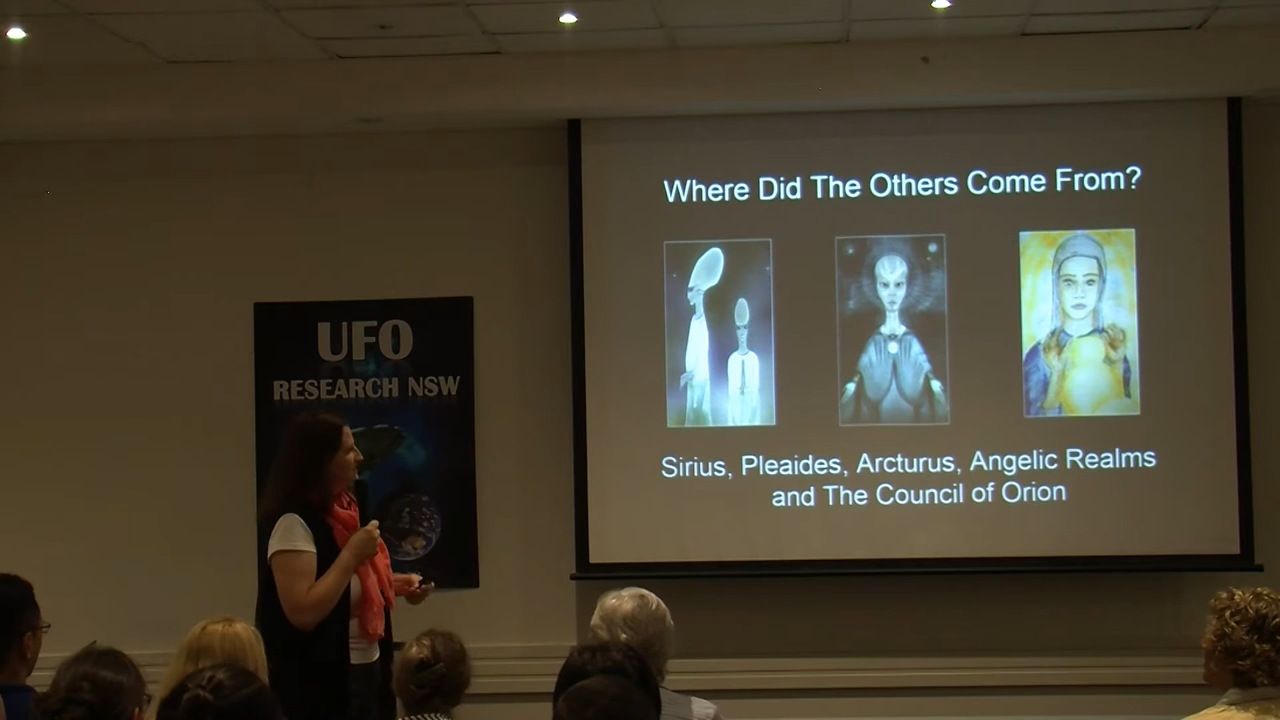 Where Did The Others Come From?
UFO
RESEARCH NSW
Sirius, Pleaides, Arcturus, Angelic Realms
and The Council of Orion